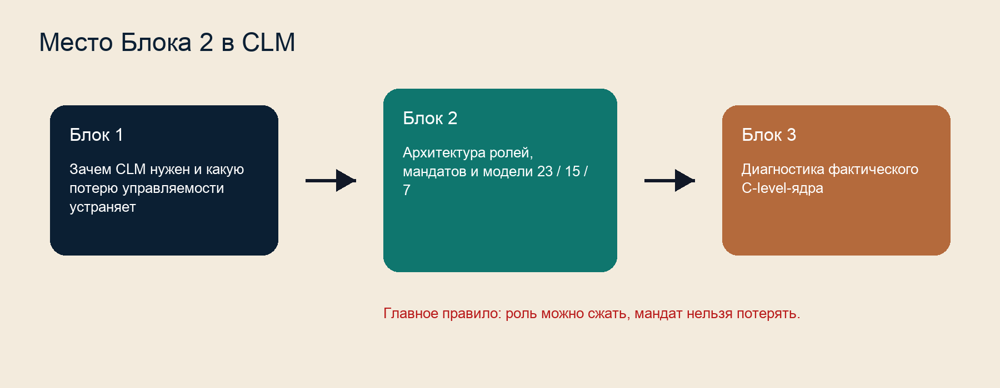 Место Блока 2 в CLM
Блок 1
Зачем CLM нужен и какую
потерю управляемости
устраняет
Блок 2
Архитектура ролей,
мандатов и модели 23 / 15 /
7
Блок 3
Диагностика фактического
C-level-ядра
Главное правило: роль можно сжать, мандат нельзя потерять.